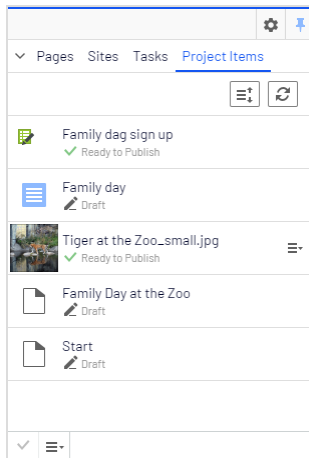 Pages Sites Tasks Project Items
Family dag sign up
Ready to Publish
Family day
Draft
Tiger at the Zoo_small.jpg
Ready to Publish
Family Day at the Zoo
Draft
Start
Draft